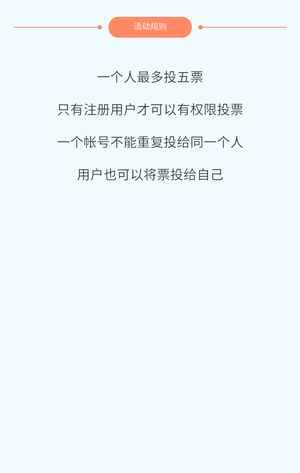 活动规则
一个人最多投五票
只有注册用户才可以有权限投票
一个帐号不能重复投给同一个人
用户也可以将票投给自己